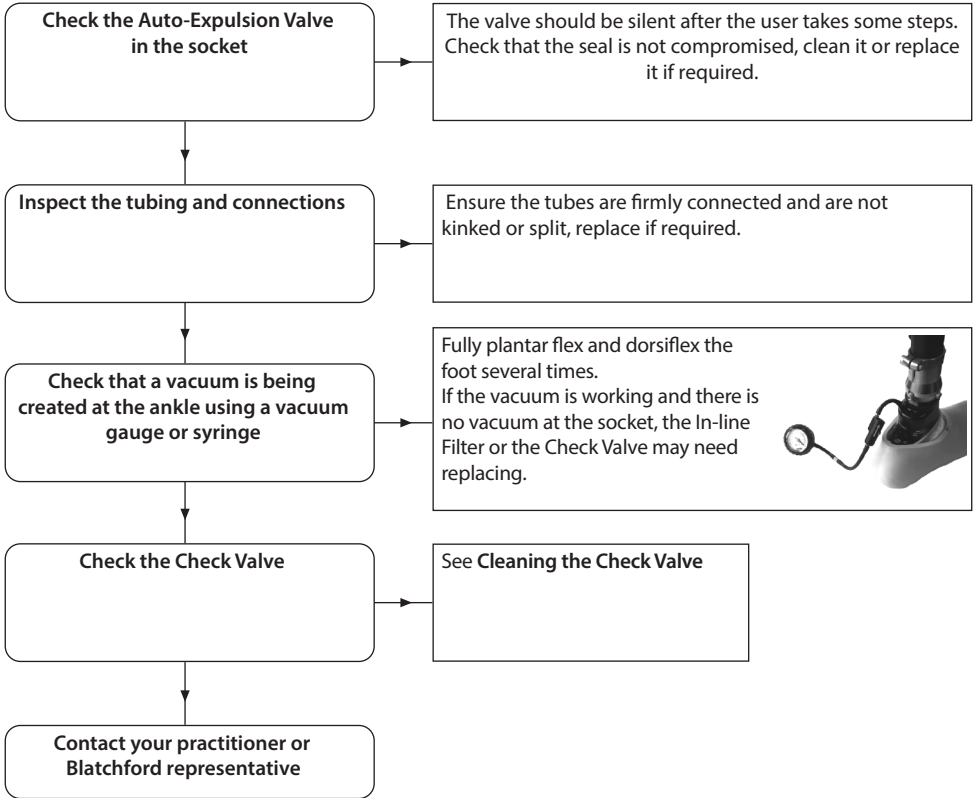 Check the Auto-Expulsion Valve
in the socket
The valve should be silent after the user takes some steps.
Check that the seal is not compromised, clean it or replace
it if required.
Inspect the tubing and connections
Ensure the tubes are firmly connected and are not
kinked or split, replace if required.
Check that a vacuum is being
created at the ankle using a vacuum
gauge or syringe
Fully plantar flex and dorsiflex the
foot several times.
If the vacuum is working and there is
no vacuum at the socket, the In-line
Filter or the Check Valve may need
replacing.
Check the Check Valve
See Cleaning the Check Valve
Contact your practitioner or
Blatchford representative